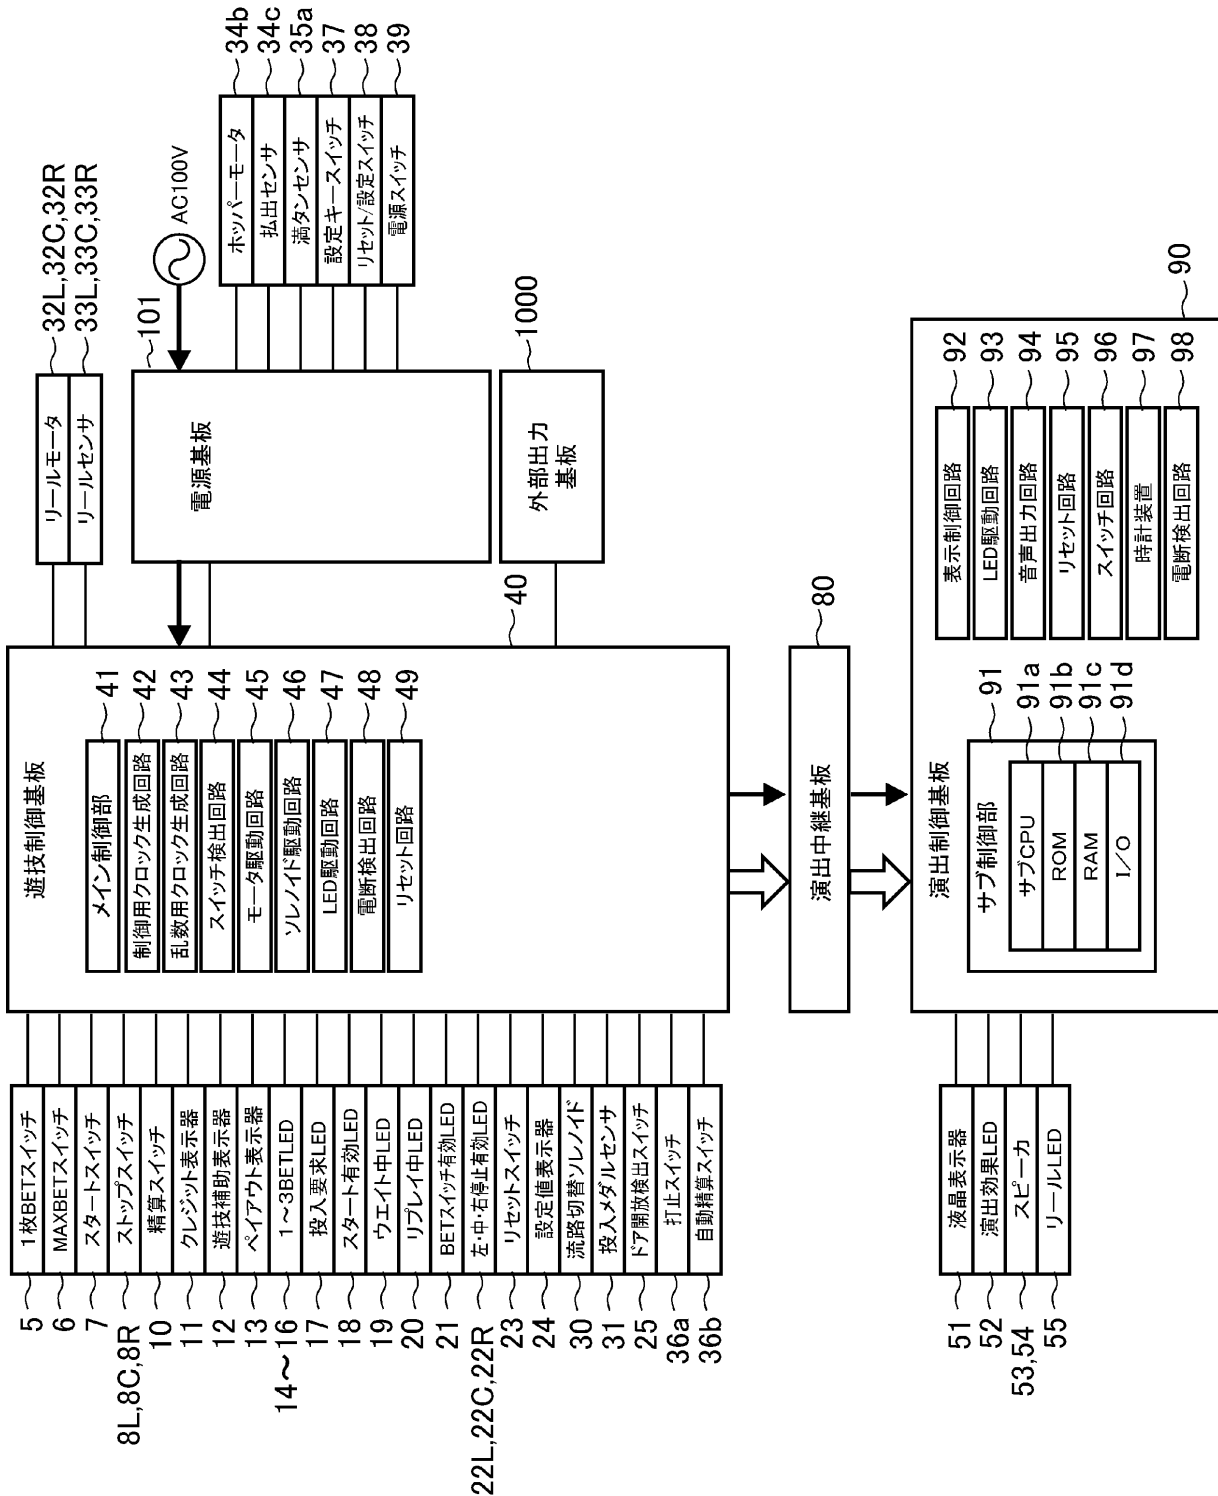 5
1枚BETスイッチ
6
MAXBETスイッチ
7
スタートスイッチ
8L,8C,8R
ストップスイッチ
10
精算スイッチ
11
クレジット表示器
12
遊技補助表示器
13
ペイアウト表示器
14～16
1～3BETLED
17
投入要求LED
18
スタート有効LED
19
ウエイト中LED
20
リプレイ中LED
21
BETスイッチ有効LED
22L,22C,22R
左・中・右停止有効LED
23
リセットスイッチ
24
設定値表示器
30
流路切替ソレノイド
31
投入メダルセンサ
25
ドア開放検出スイッチ
36a
打止スイッチ
36b
自動精算スイッチ
遊技制御基板
40
メイン制御部
41
制御用クロック生成回路
42
乱数用クロック生成回路
43
スイッチ検出回路
44
モータ駆動回路
45
ソレノイド駆動回路
46
LED駆動回路
47
電断検出回路
48
リセット回路
49
リールモータ
32L,32C,32R
リールセンサ
33L,33C,33R
電源基板
101
AC100V
ホッパーモータ
34b
払出センサ
34c
満タンセンサ
35a
設定キースイッチ
37
リセット/設定スイッチ
38
電源スイッチ
39
外部出力
基板
1000
演出中継基板
80
演出制御基板
90
サブ制御部
91
サブCPU
91a
ROM
91b
RAM
91c
I/O
91d
表示制御回路
92
LED駆動回路
93
音声出力回路
94
リセット回路
95
スイッチ回路
96
時計装置
97
電断検出回路
98
51
液晶表示器
52
演出効果LED
53,54
スピーカ
55
リールLED